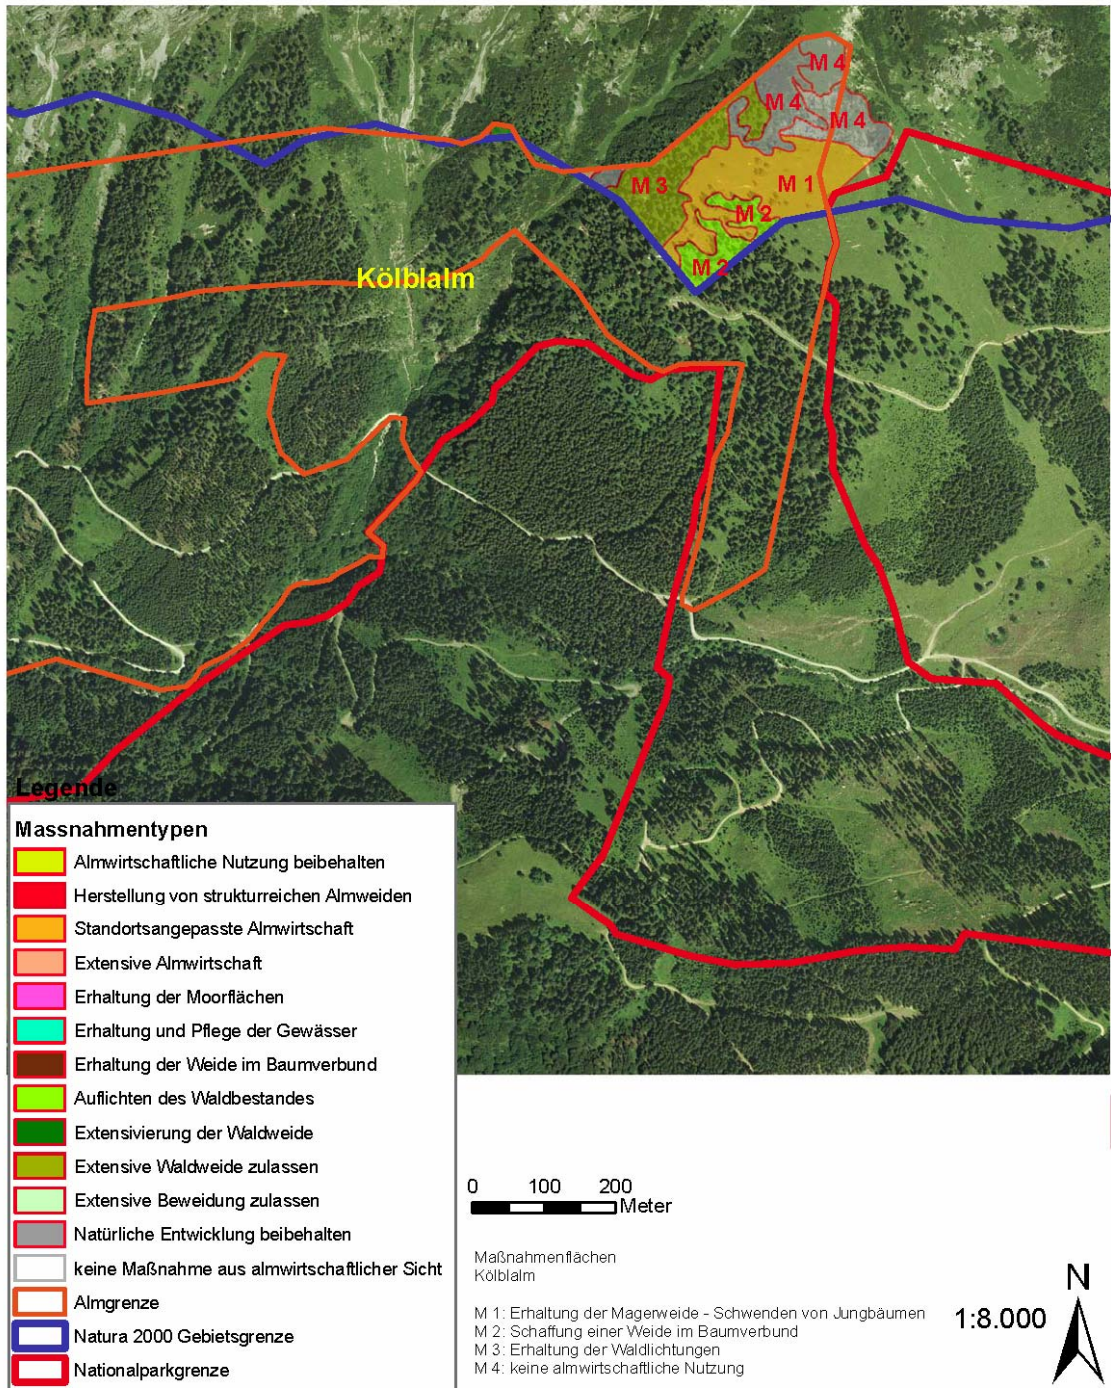 M 4
M 4
M 4
M 3
M 1
M 2
M 2
Kölblalm
Legende
Massnahmentypen
Almwirtschaftliche Nutzung beibehalten
Herstellung von strukturreichen Almweiden
Standortsangepasste Almwirtschaft
Extensive Almwirtschaft
Erhaltung der Moorflächen
Erhaltung und Pflege der Gewässer
Erhaltung der Weide im Baumverbund
Auflichten des Waldbestandes
Extensivierung der Waldweide
Extensive Waldweide zulassen
Extensive Beweidung zulassen
Natürliche Entwicklung beibehalten
keine Maßnahme aus almwirtschaftlicher Sicht
Almgrenze
Natura 2000 Gebietsgrenze
Nationalparkgrenze
0 100 200
Meter
Maßnahmenflächen
Kölblalm
M 1: Erhaltung der Magerweide - Schwenden von Jungbäumen
M 2: Schaffung einer Weide im Baumverbund
M 3: Erhaltung der Waldlichtungen
M 4: keine almwirtschaftliche Nutzung
1:8.000
N